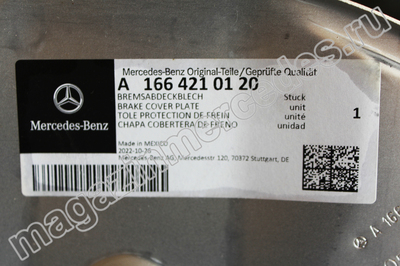 Mercedes-Benz Original-Teile/Geprüfte Qualität
A 166 421 01 20
BREMSABDECKBLECH Stück
BRAKE COVER PLATE unit
TOLE PROTECTION DE FREIN unité 1
CHAPA COBERTERA DE FRENO unidad
Mercedes-Benz
Made in MEXICO
2022-10-30
Mercedes-Benz AG, Mercedesstr 120, 70372 Stuttgart, DE
A 166
magazinmercedes.ru